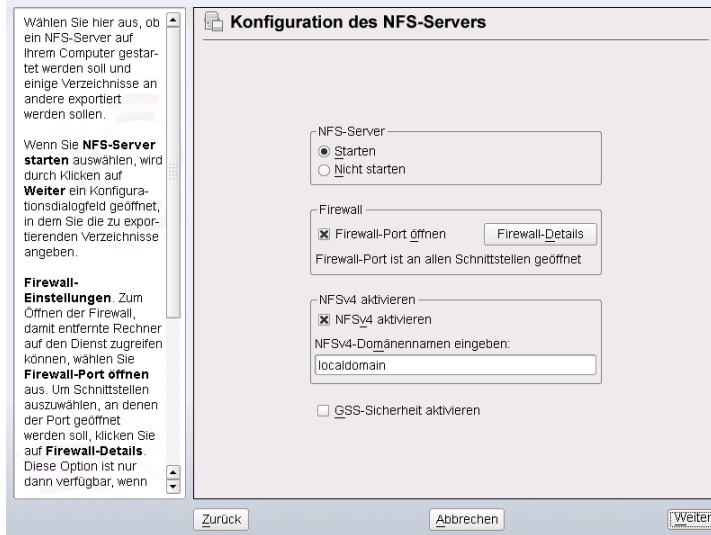 Wählen Sie hier aus, ob
ein NFS-Server auf
Ihrem Computer gestar-
tet werden soll und
einige Verzeichnisse an
andere exportiert
werden sollen.
Wenn Sie NFS-Server
starten auswählen, wird
durch Klicken auf
Weiter ein Konfigura-
tionsdialogfeld geöffnet,
in dem Sie die zu expor-
tierenden Verzeichnisse
angeben.
Firewall-
Einstellungen. Zum
Öffnen der Firewall,
damit entfernte Rechner
auf den Dienst zugreifen
können, wählen Sie
Firewall-Port öffnen
aus. Um Schnittstellen
auszuwählen, an denen
der Port geöffnet
werden soll, klicken Sie
auf Firewall-Details.
Diese Option ist nur
dann verfügbar, wenn
Konfiguration des NFS-Servers
NFS-Server
Starten
Nicht starten
Firewall
Firewall-Port öffnen
Firewall-Details
Firewall-Port ist an allen Schnittstellen geöffnet
NFSv4 aktivieren
NFSv4 aktivieren
NFSv4-Domänennamen eingeben:
localdomain
GSS-Sicherheit aktivieren
Zurück
Abbrechen
Weiter